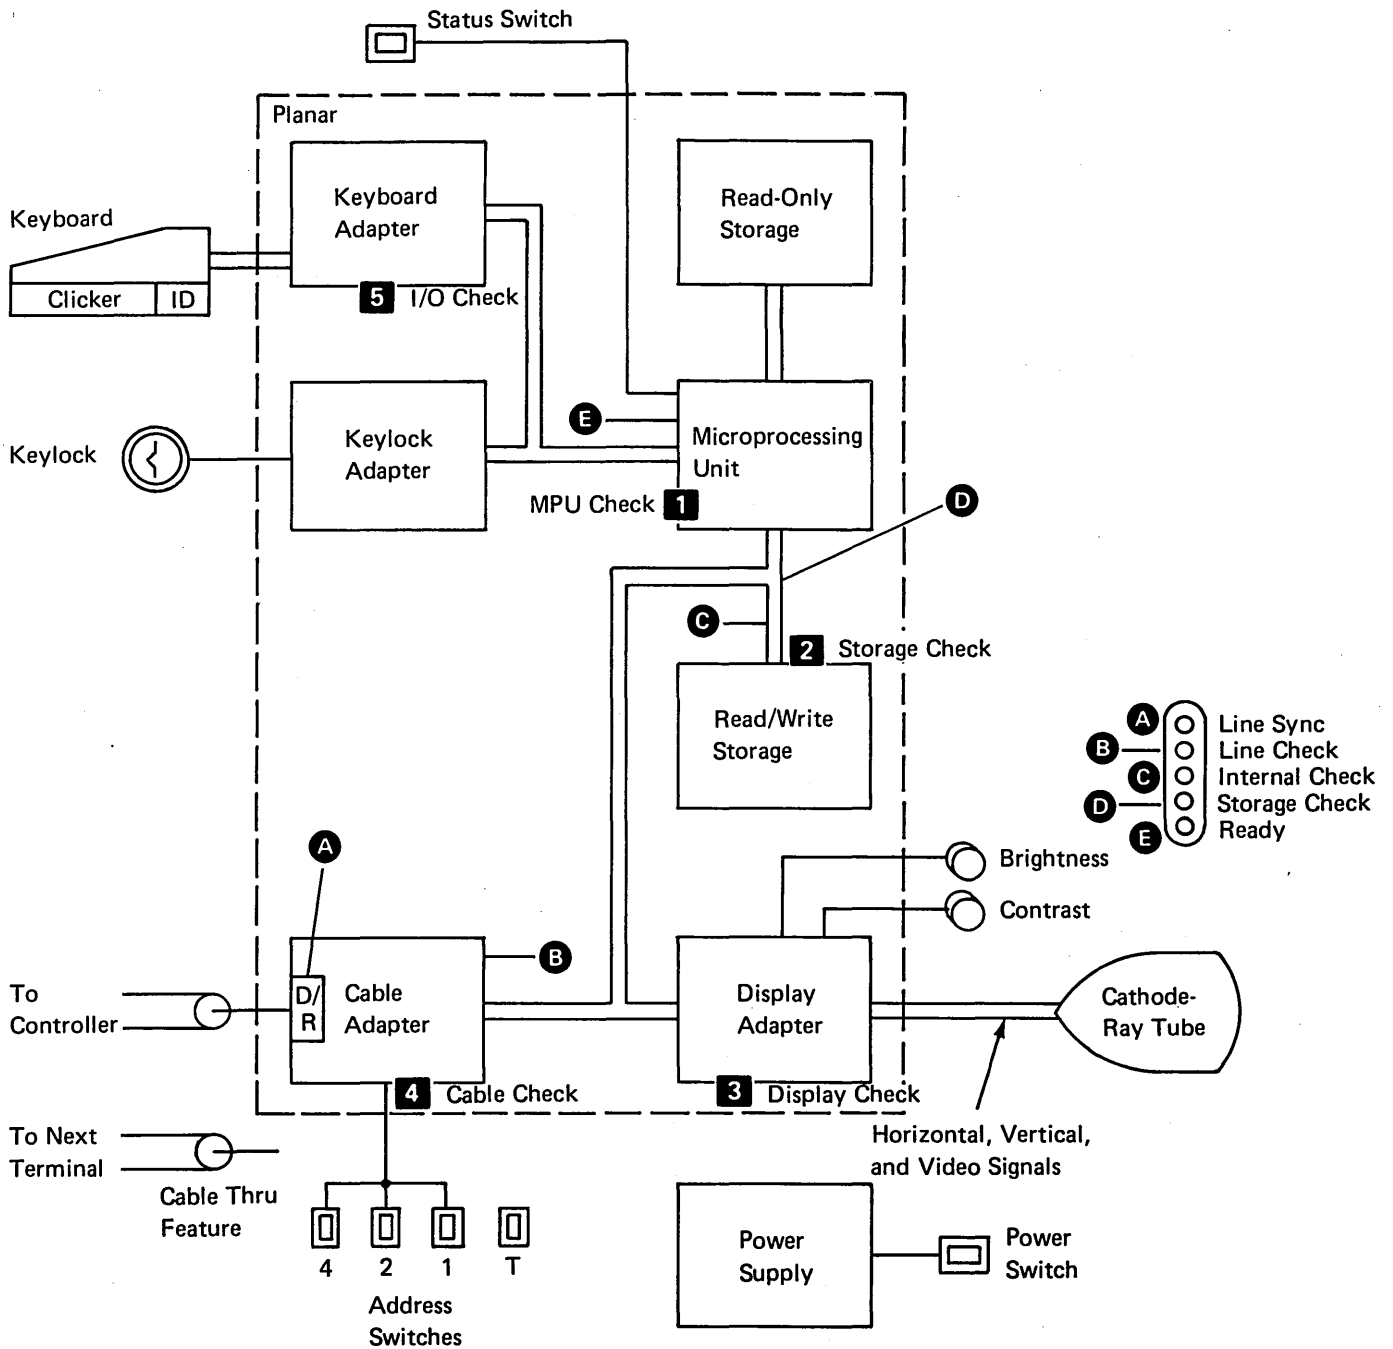 Status Switch
Planar
Keyboard
Adapter
Read-Only
Storage
Keyboard
Clicker
ID
5 I/O Check
E
Microprocessing
Unit
Keylock
Keylock
Adapter
MPU Check 1
D
C
2 Storage Check
Read/Write
Storage
A
B
C
D
E
Line Sync
Line Check
Internal Check
Storage Check
Ready
A
Brightness
Contrast
B
To
Controller
D/
R
Cable
Adapter
Display
Adapter
Cathode-
Ray Tube
4 Cable Check
3 Display Check
To Next
Terminal
Horizontal, Vertical,
and Video Signals
Cable Thru
Feature
4 2 1 T
Address
Switches
Power
Supply
Power
Switch